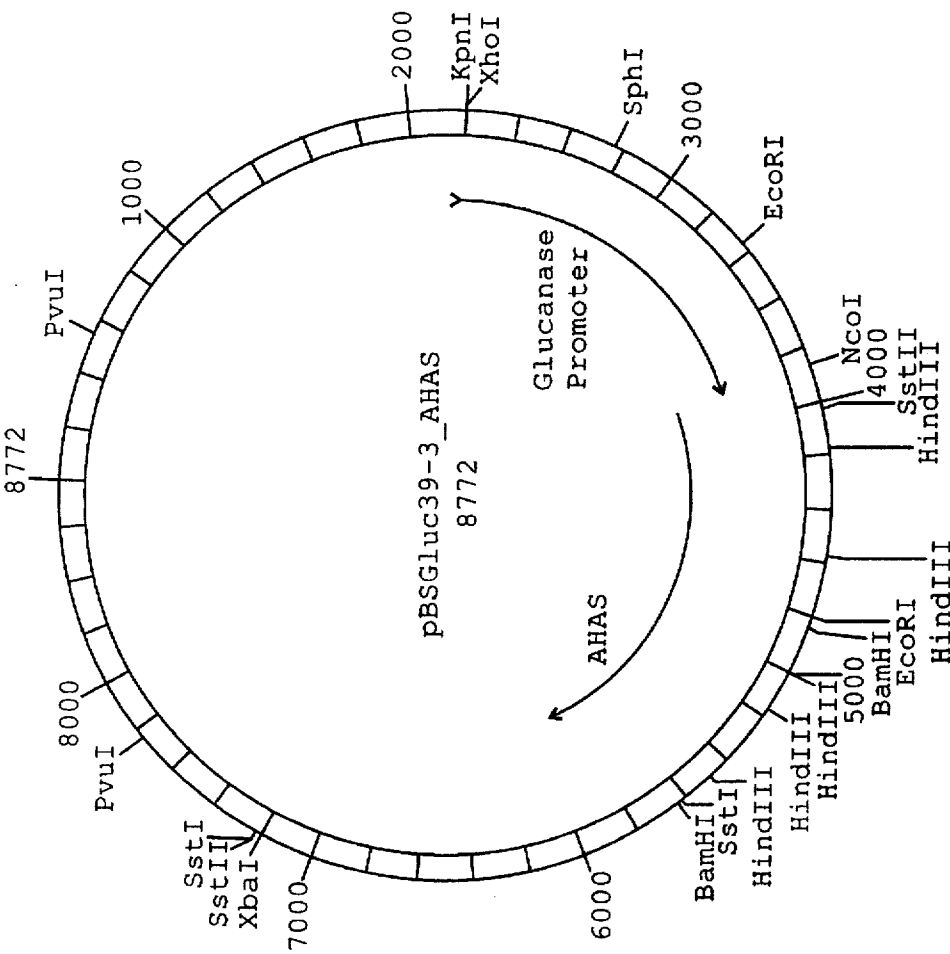 8772
PvuI
1000
2000
KpnI
XhoI
SphI
3000
EcoRI
NcoI
4000
SstII
HindIII
HindIII
EcoRI
BamHI
5000
HindIII
HindIII
HindIII
SstI
BamHI
6000
7000
XbaI
SstII
SstI
PvuI
8000
Glucanase
Promoter
AHAS
pBSGluc39-3_AHAS
8772